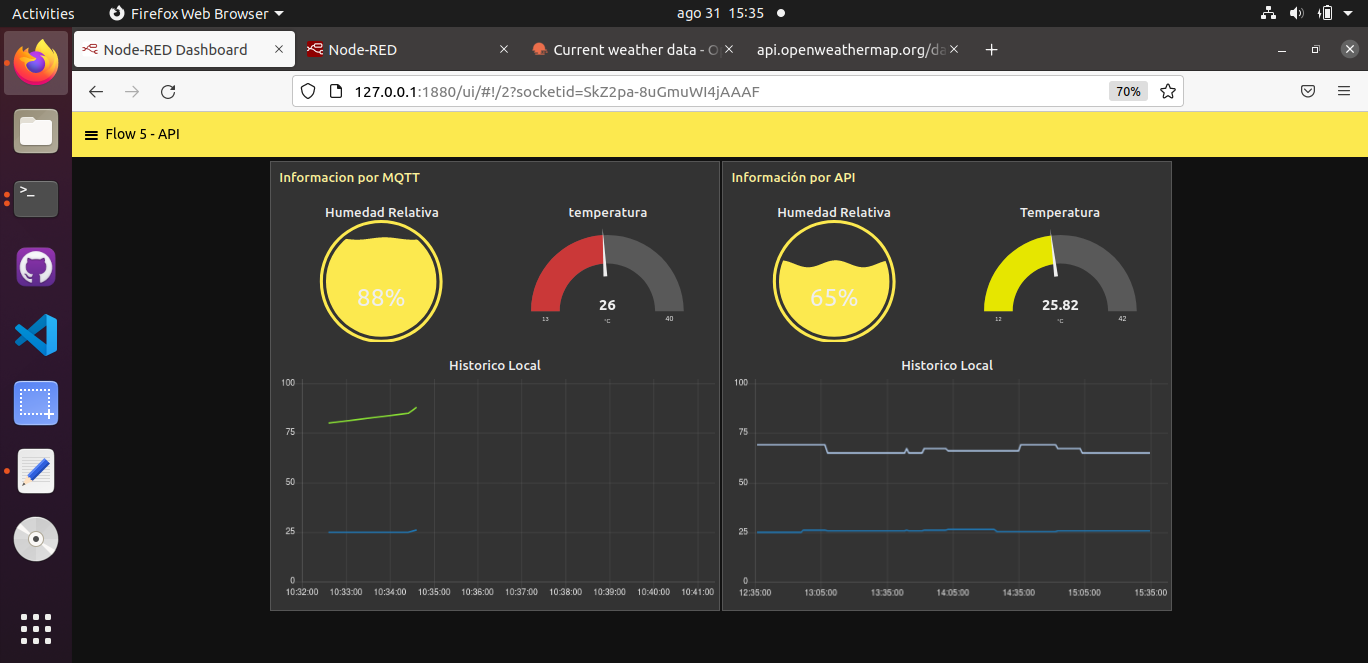 Activities Firefox Web Browser ago 31 15:35
Node-RED Dashboard Node-RED Current weather data - O api.openweathermap.org/da
127.0.0.1:1880/ui/#!/2?socketid=SkZ2pa-8uGmuWI4jAAAF 70%
Flow 5 - API
Informacion por MQTT
Humedad Relativa temperatura
88%
26
13 °C 40
Historico Local
100
75
50
25
0
10:32:00 10:33:00 10:34:00 10:35:00 10:36:00 10:37:00 10:38:00 10:39:00 10:40:00 10:41:00
Información por API
Humedad Relativa Temperatura
65%
25.82
12 °C 42
Historico Local
100
75
50
25
0
12:35:00 13:05:00 13:35:00 14:05:00 14:35:00 15:05:00 15:35:00